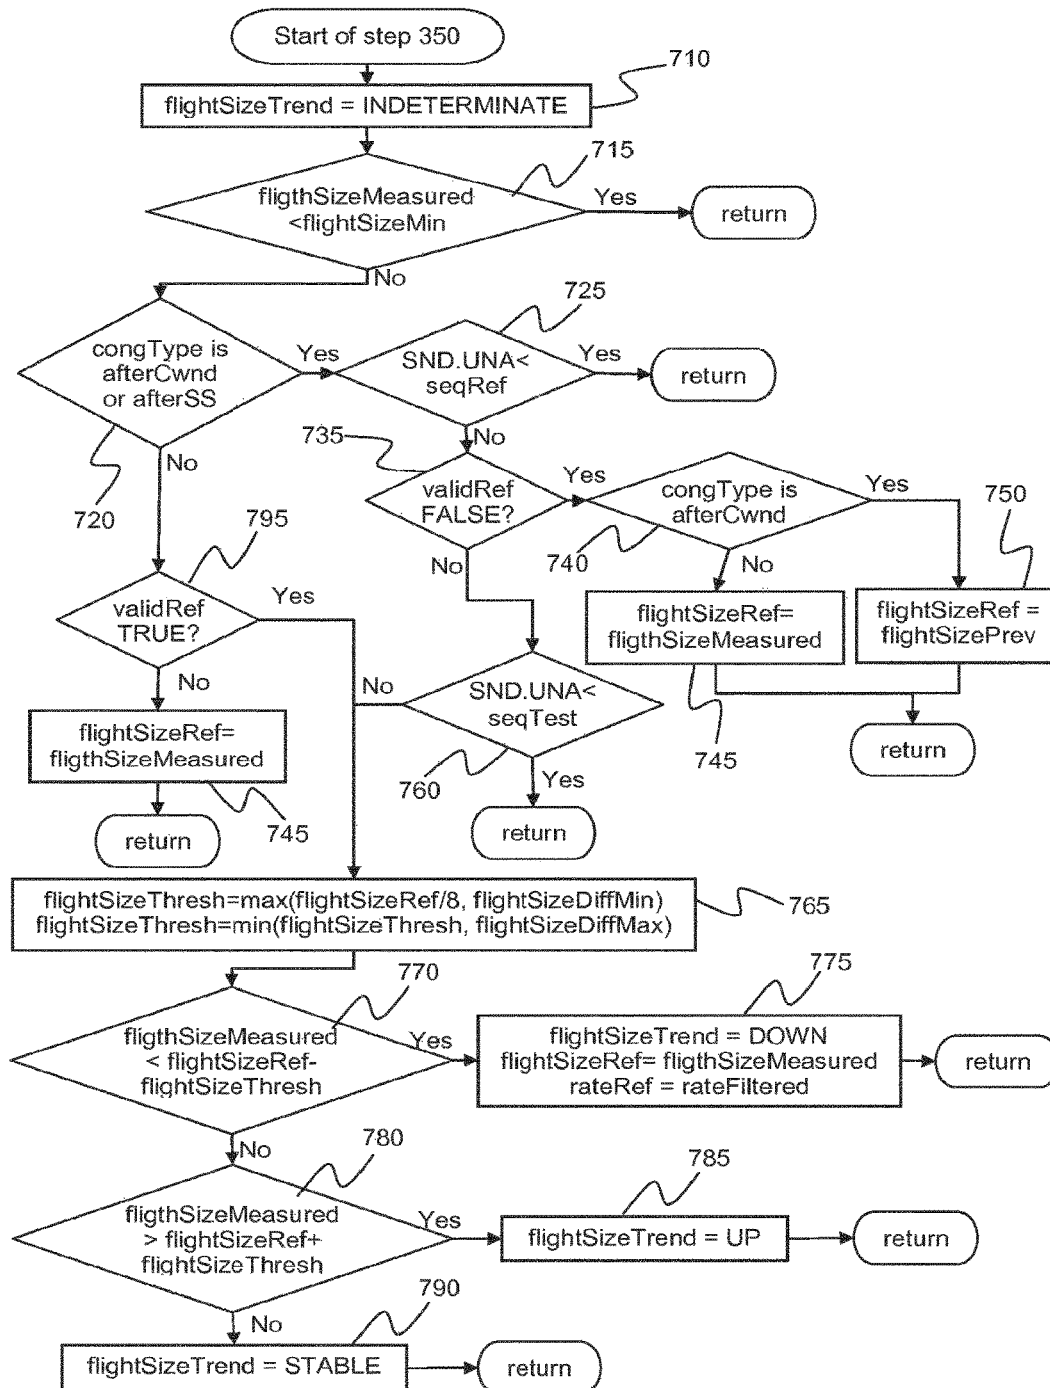 Start of step 350
710
flightSizeTrend = INDETERMINATE
715
fligthSizeMeasured
<flightSizeMin
Yes
return
No
725
congType is
afterCwnd
or afterSS
Yes
SND.UNA<
seqRef
Yes
return
No
720
No
735
validRef
FALSE?
Yes
congType is
afterCwnd
Yes
750
740
No
No
795
validRef
TRUE?
Yes
flightSizeRef=
fligthSizeMeasured
flightSizeRef =
flightSizePrev
745
return
No
No
SND.UNA<
seqTest
760
Yes
return
flightSizeRef=
fligthSizeMeasured
745
return
flightSizeThresh=max(flightSizeRef/8, flightSizeDiffMin)
flightSizeThresh=min(flightSizeThresh, flightSizeDiffMax)
765
770
fligthSizeMeasured
< flightSizeRef-
flightSizeThresh
Yes
775
flightSizeTrend = DOWN
flightSizeRef= fligthSizeMeasured
rateRef = rateFiltered
return
No
780
fligthSizeMeasured
> flightSizeRef+
flightSizeThresh
Yes
785
flightSizeTrend = UP
return
No
790
flightSizeTrend = STABLE
return